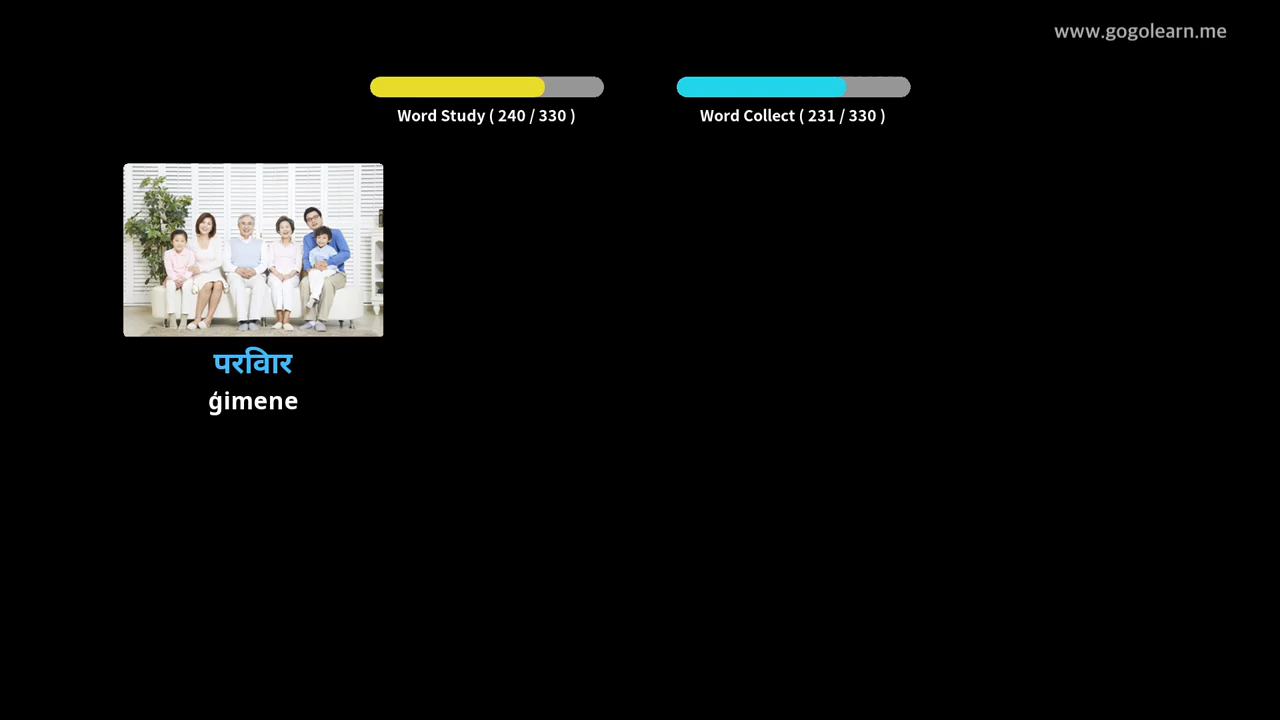 www.gogolearn.me
Word Study ( 240 / 330 )
Word Collect ( 231 / 330 )
परिवार
ģimene